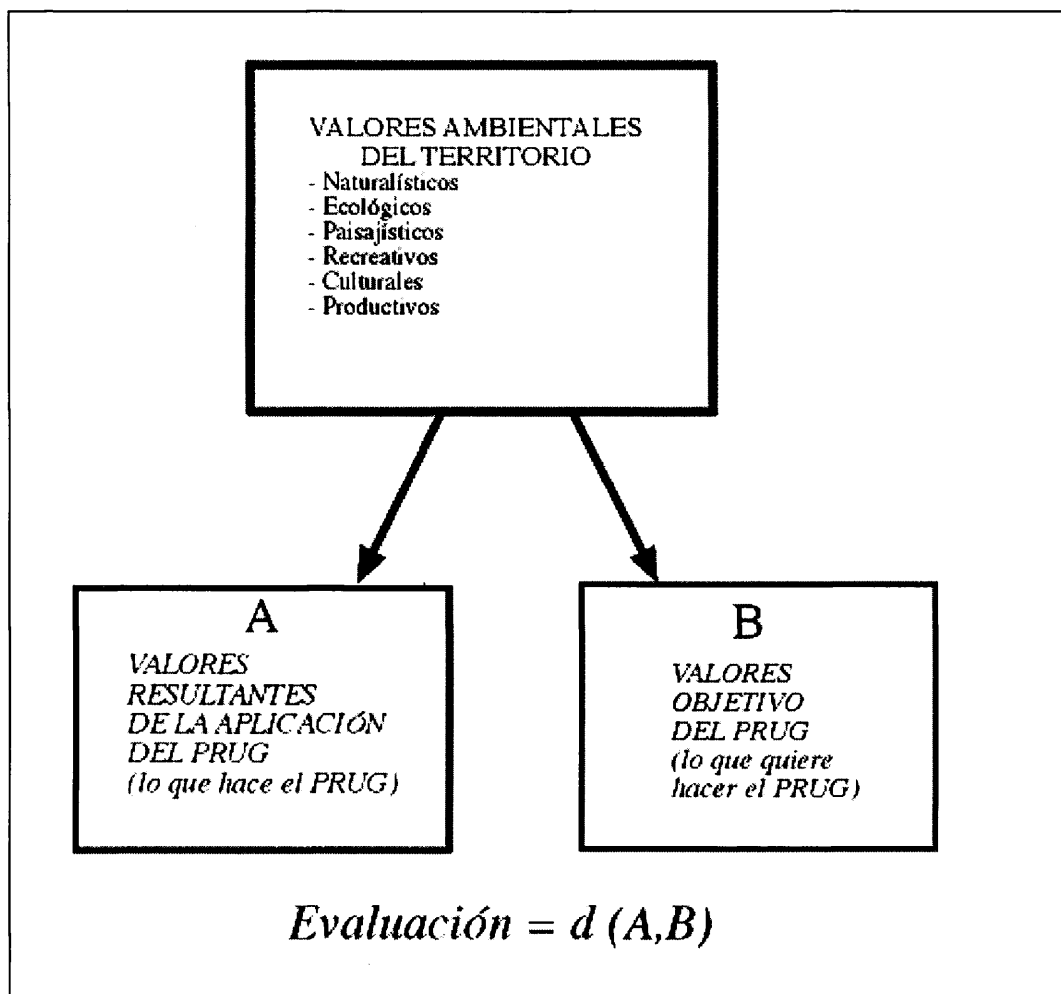 VALORES AMBIENTALES
DEL TERRITORIO
- Naturalísticos
- Ecológicos
- Paisajísticos
- Recreativos
- Culturales
- Productivos
A
VALORES
RESULTANTES
DE LA APLICACIÓN
DEL PRUG
(lo que hace el PRUG)
B
VALORES
OBJETIVO
DEL PRUG
(lo que quiere
hacer el PRUG)
Evaluación = d (A,B)